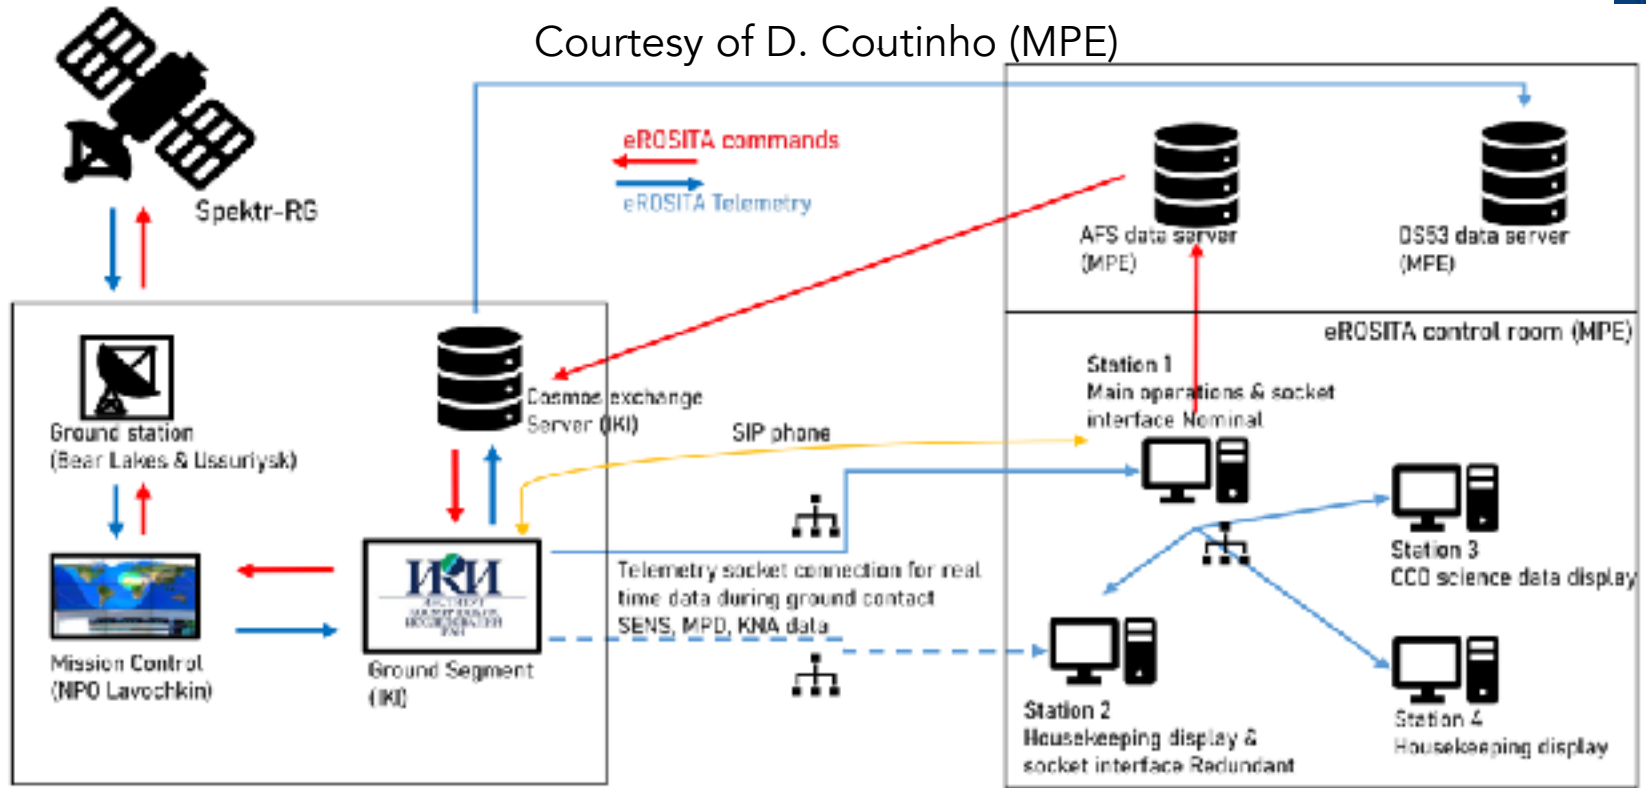 Courtesy of D. Coutinho (MPE)
eROSITA commands
eROSITA Telemetry
Spektr-RG
AFS data server
(MPE)
DS53 data server
(MPE)
eROSITA control room (MPE)
Station 1
Main operations & socket
interface Nominal
Cosmos exchange
Server (IKI)
Ground station
(Bear Lakes & Ussuriysk)
SIP phone
Station 3
CCD science data display
Telemetry socket connection for real
time data during ground contact
SENS, MPD, KNA data
ИКИ
Mission Control
(NPO Lavochkin)
Ground Segment
(IKI)
Station 2
Housekeeping display &
socket interface Redundant
Station 4
Housekeeping display